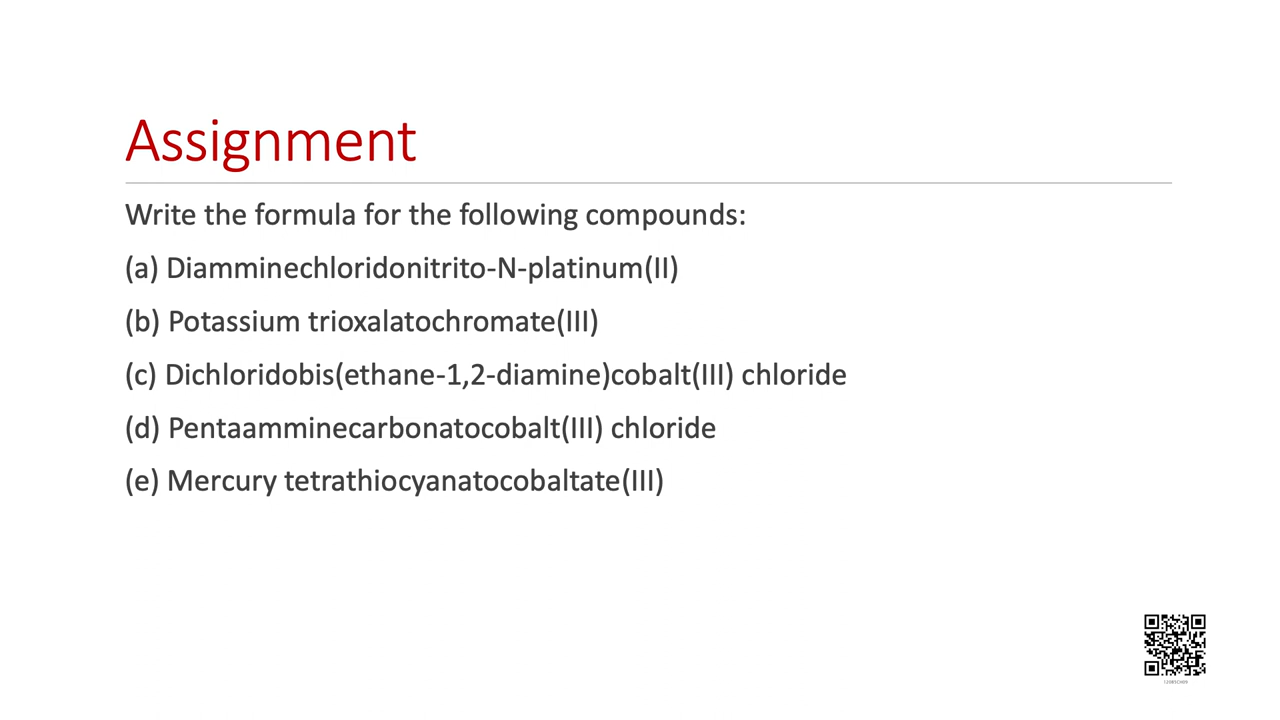 Assignment
Write the formula for the following compounds:
(a) Diamminechloridonitrito-N-platinum(II)
(b) Potassium trioxalatochromate(III)
(c) Dichloridobis(ethane-1,2-diamine)cobalt(III) chloride
(d) Pentaamminecarbonatocobalt(III) chloride
(e) Mercury tetrathiocyanatocobaltate(III)